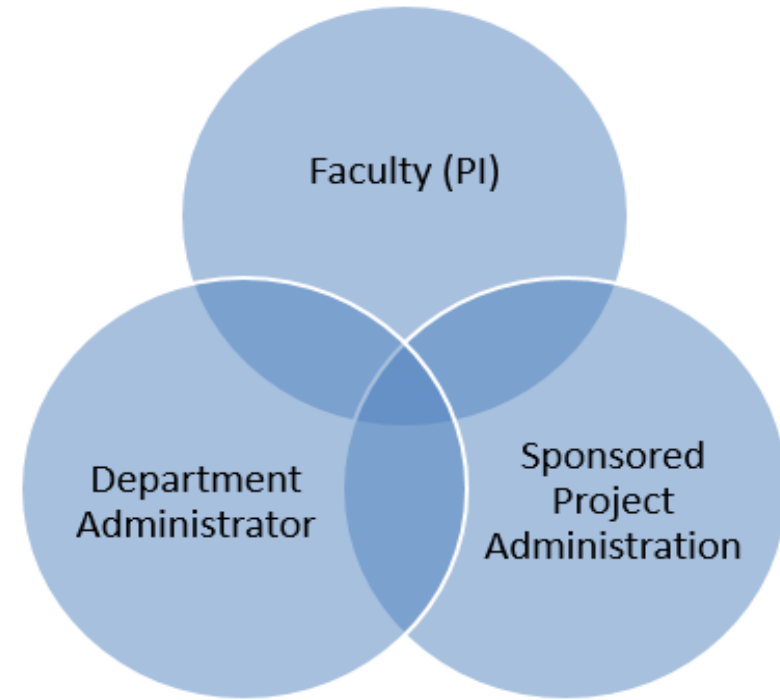 Faculty (PI)
Department
Administrator
Sponsored
Project
Administration